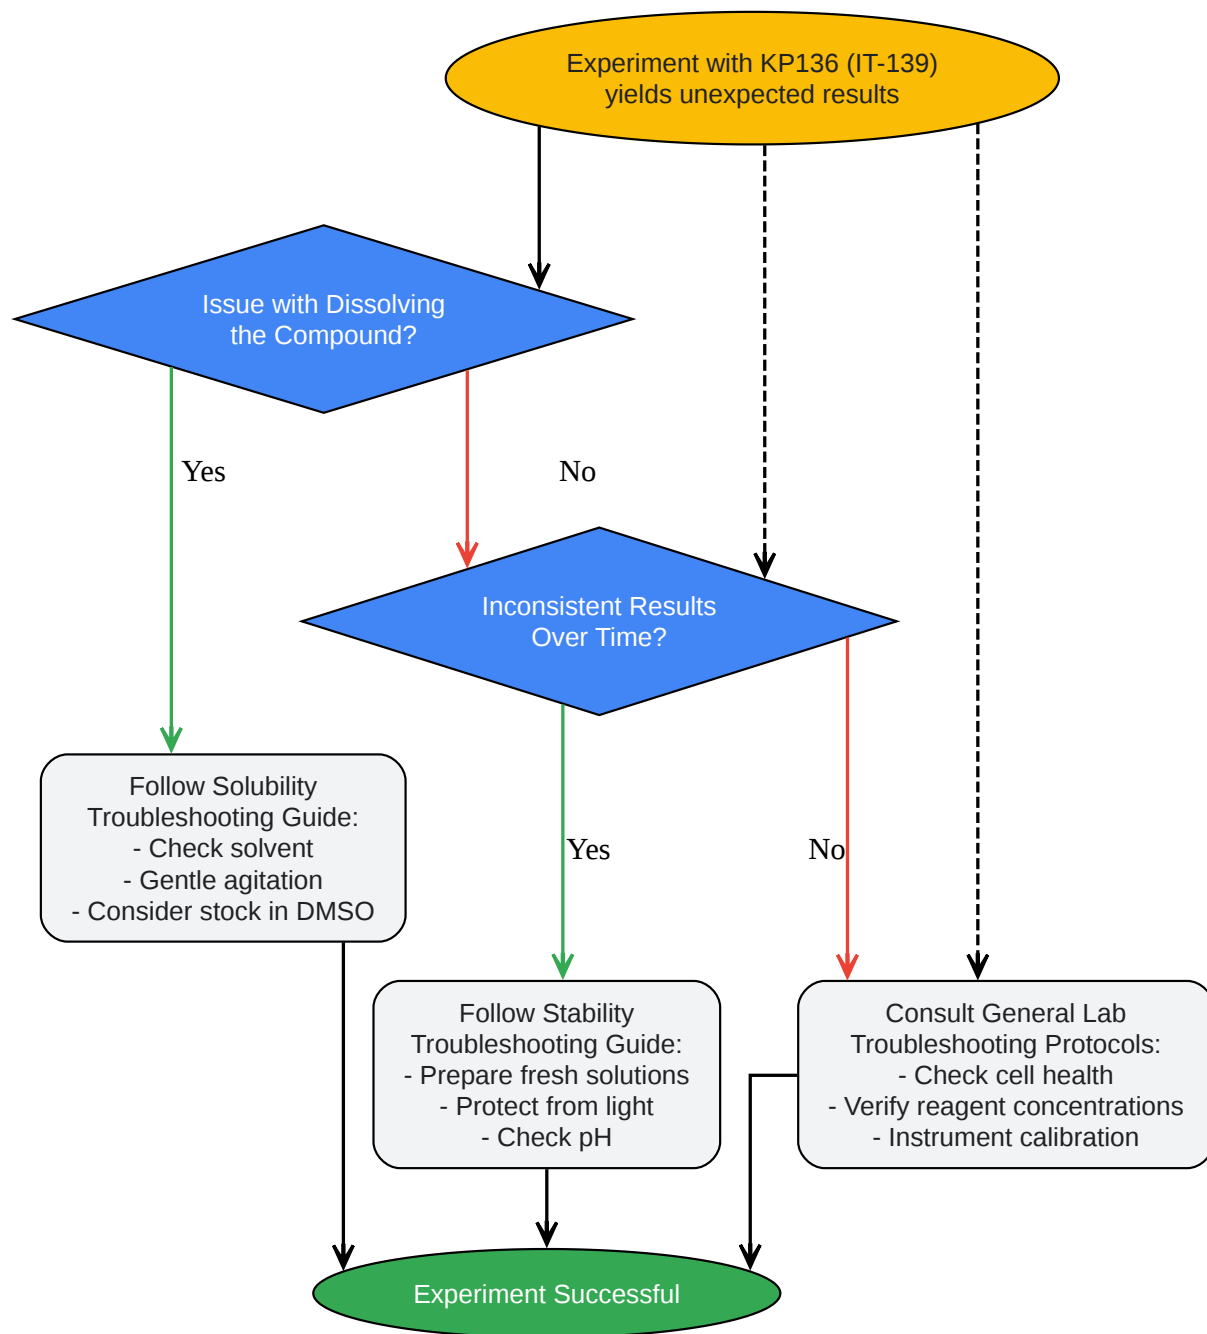 Experiment with KP136 (IT-139)
yields unexpected results
Issue with Dissolving
the Compound?
Yes
No
Inconsistent Results
Over Time?
Follow Solubility
Troubleshooting Guide:
- Check solvent
- Gentle agitation
- Consider stock in DMSO
Yes
No
Follow Stability
Troubleshooting Guide:
- Prepare fresh solutions
- Protect from light
- Check pH
Consult General Lab
Troubleshooting Protocols:
- Check cell health
- Verify reagent concentrations
- Instrument calibration
Experiment Successful